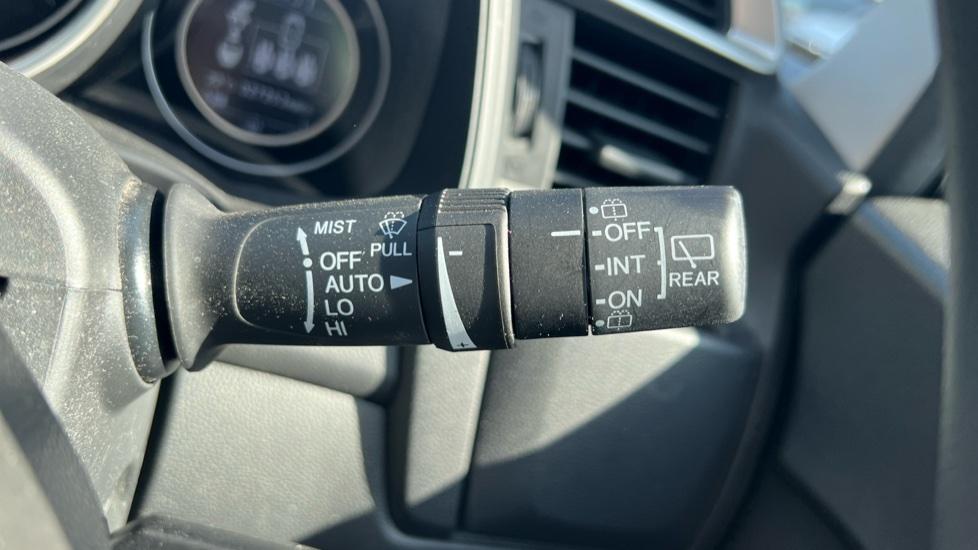 MIST
PULL
OFF
AUTO
LO
HI
-
+
OFF
INT
ON
REAR